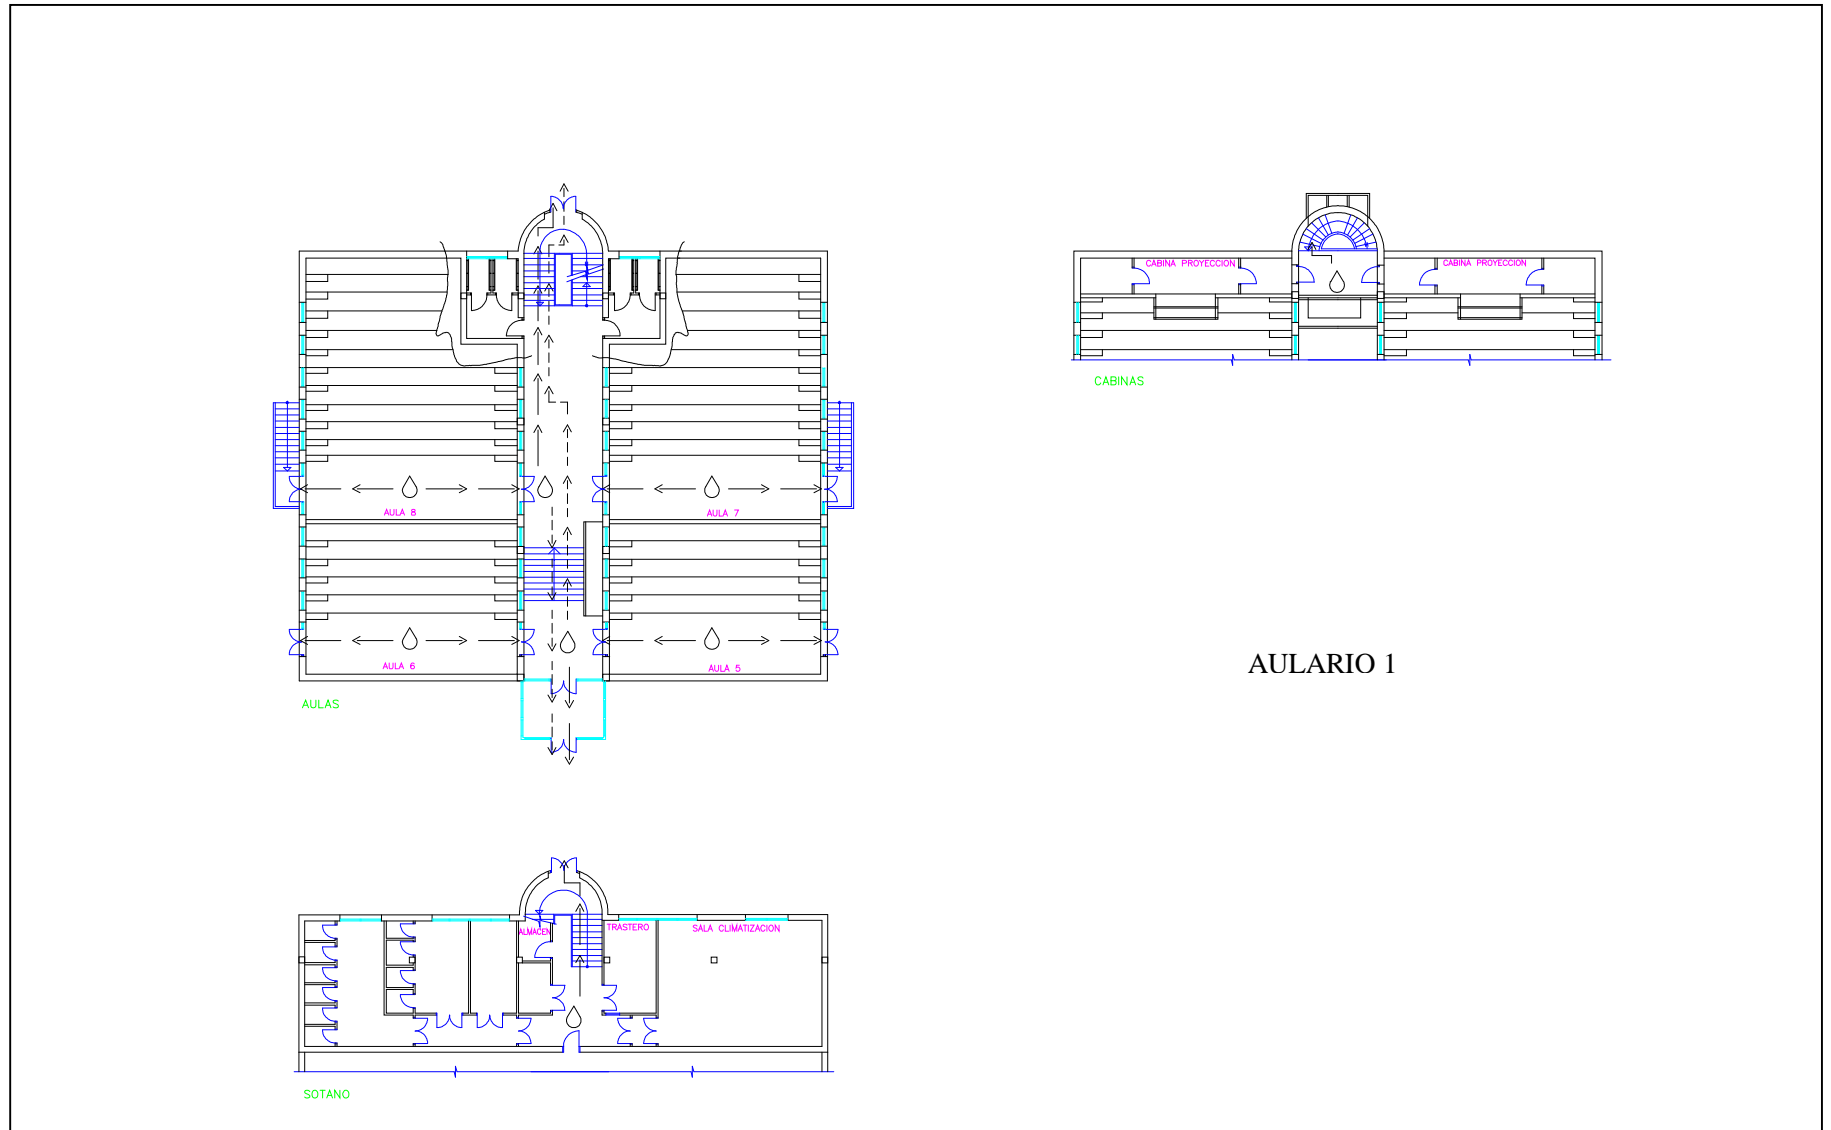 CABINA PROYECCION
CABINA PROYECCION
CABINAS
AULA 8
AULA 7
AULA 6
AULA 5
AULAS
AULARIO 1
ALMACEN
TRASTERO
SALA CLIMATIZACION
SOTANO